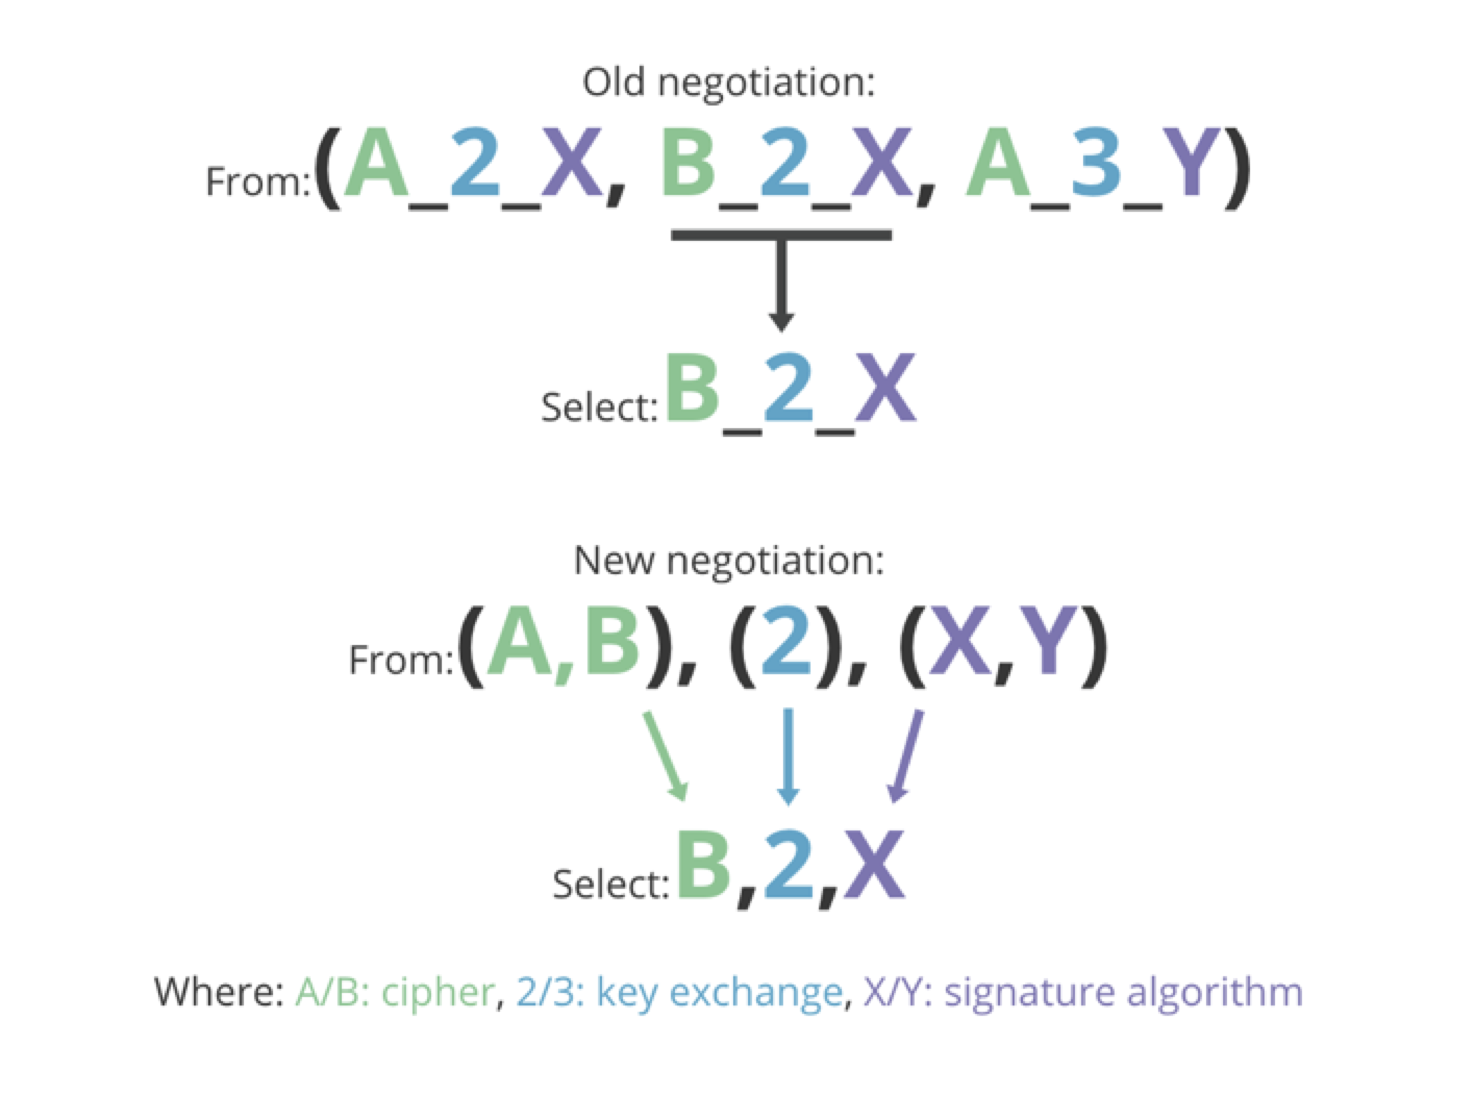 Old negotiation:
From:(A_2_X, B_2_X, A_3_Y)
Select:B_2_X
New negotiation:
From:(A,B), (2), (X,Y)
Select:B,2,X
Where: A/B: cipher, 2/3: key exchange, X/Y: signature algorithm